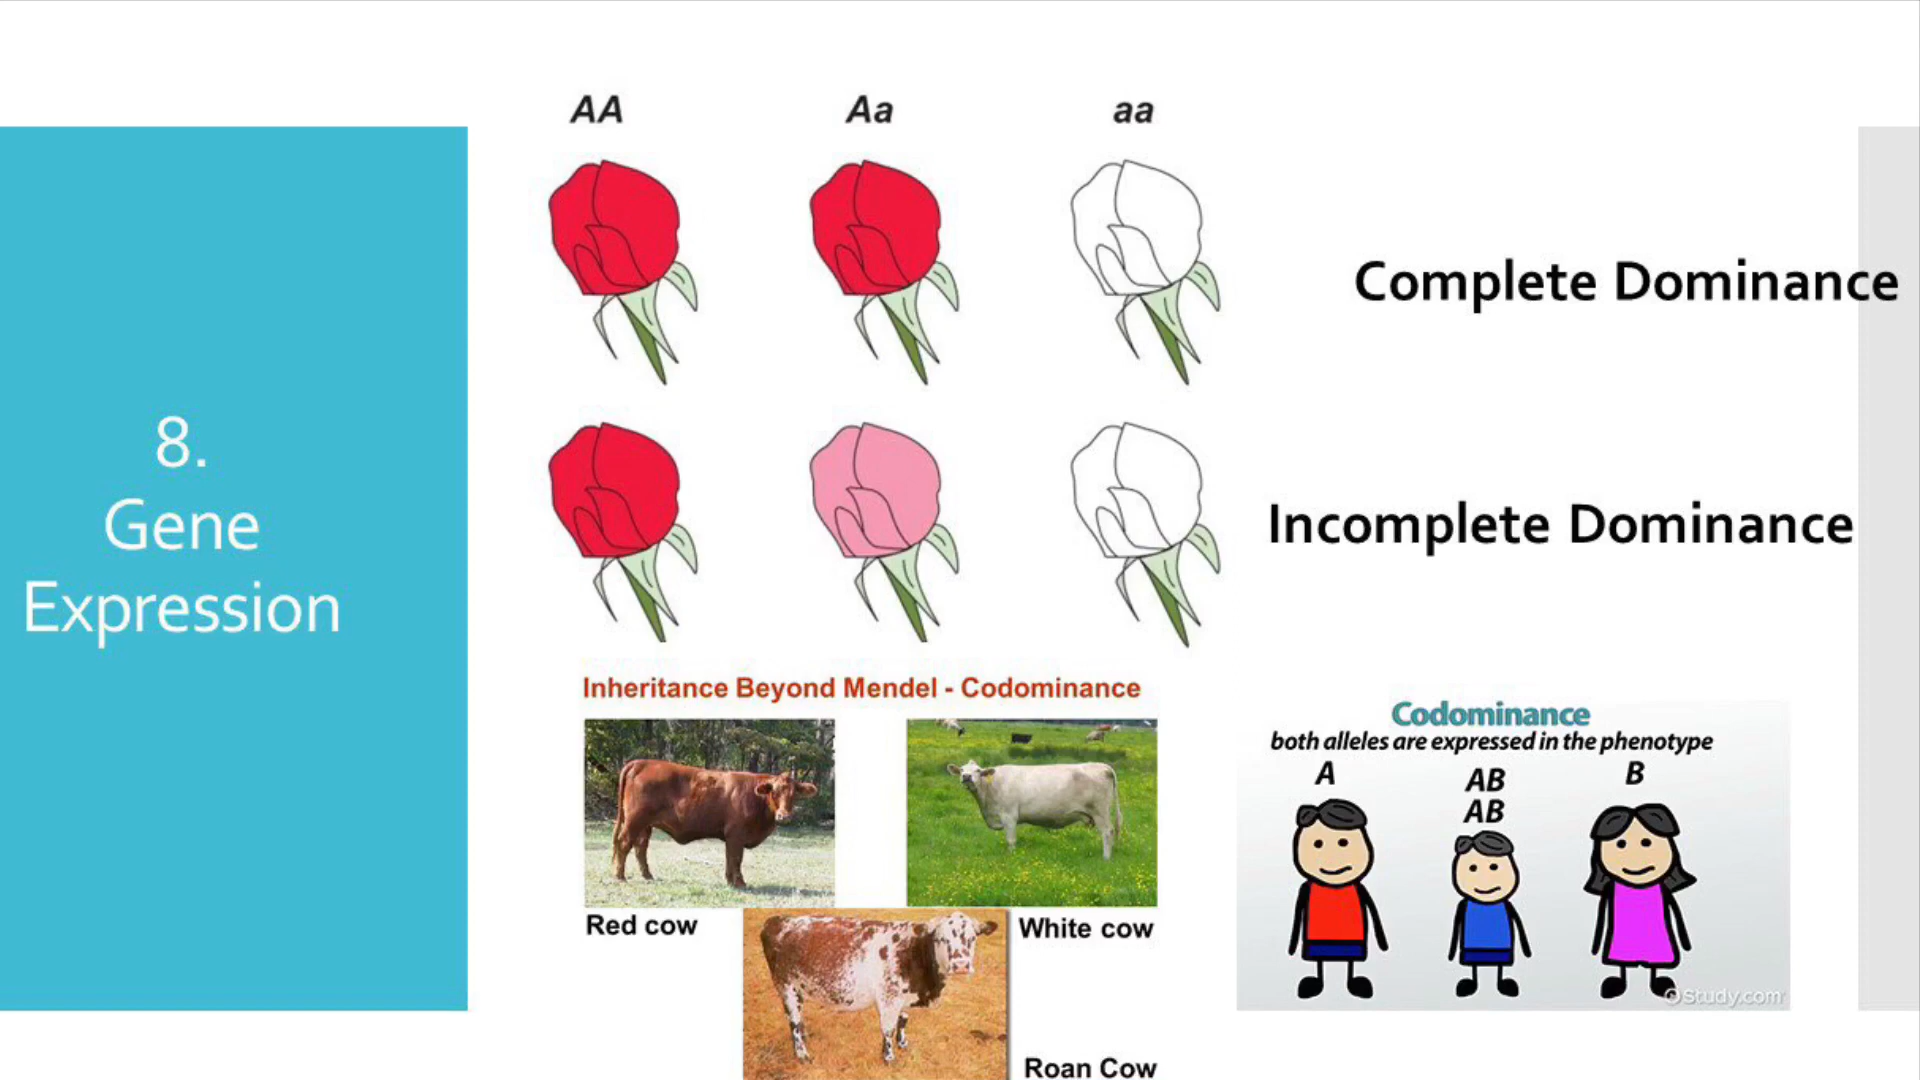 8.
Gene
Expression
AA Aa aa
Complete Dominance
Incomplete Dominance
Inheritance Beyond Mendel - Codominance
Red cow
White cow
Roan Cow
Codominance
both alleles are expressed in the phenotype
A AB B
AB
Study.com